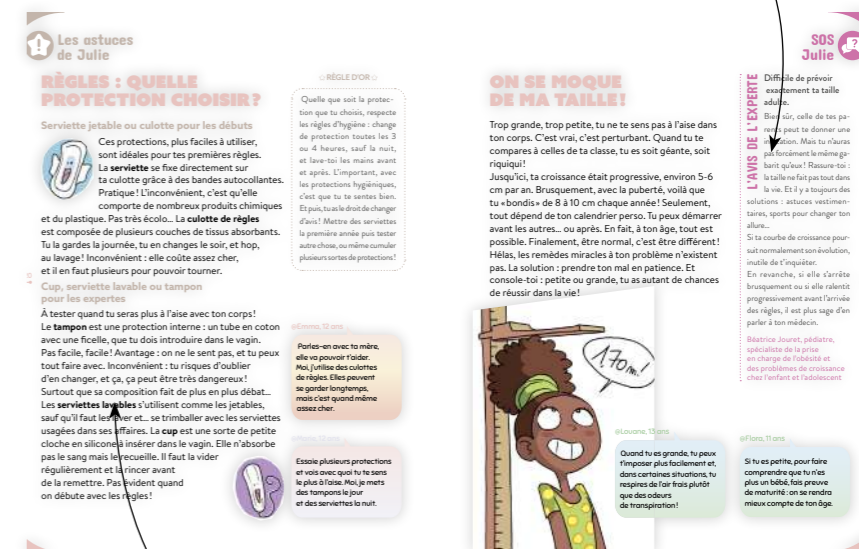 Les astuces
de Julie
RÈGLES : QUELLE
PROTECTION CHOISIR ?
Serviette jetable ou culotte pour les débuts
Ces protections, plus faciles à utiliser,
sont idéales pour tes premières règles.
La serviette se fixe directement sur
ta culotte grâce à des bandes autocollantes.
Pratique ! L'inconvénient, c'est qu'elle
comporte de nombreux produits chimiques
et du plastique. Pas très écolo... La culotte de règles
est composée de plusieurs couches de tissus absorbants.
Tu la gardes la journée, tu en changes le soir, et hop,
au lavage ! Inconvénient : elle coûte assez cher,
et il en faut plusieurs pour pouvoir tourner.
Cup, serviette lavable ou tampon
pour les expertes
À tester quand tu seras plus à l'aise avec ton corps !
Le tampon est une protection interne : un tube en coton
avec une ficelle, que tu dois introduire dans le vagin.
Pas facile, facile ! Avantage : on ne le sent pas, et tu peux
tout faire avec. Inconvénient : tu risques d'oublier
d'en changer, et ça, ça peut être très dangereux !
Surtout que sa composition fait de plus en plus débat...
Les serviettes lavables s'utilisent comme les jetables,
sauf qu'il faut les laver et... se trimballer avec les serviettes
usagées dans ses affaires. La cup est une sorte de petite
cloche en silicone à insérer dans le vagin. Elle n'absorbe
pas le sang mais le recueille. Il faut la vider
régulièrement et la rincer avant
de la remettre. Pas évident quand
on débute avec les règles !
RÈGLE D'OR
Quelle que soit la protec-
tion que tu choisis, respecte
les règles d'hygiène : change
de protection toutes les 3
ou 4 heures, sauf la nuit,
et lave-toi les mains avant
et après. L'important, avec
les protections hygiéniques,
c'est que tu te sentes bien.
Et puis, tu as le droit de changer
d'avis ! Mettre des serviettes
la première année puis tester
autre chose, ou même cumuler
plusieurs sortes de protections !
@Emma, 12 ans
Parles-en avec ta mère,
elle va pouvoir t'aider.
Moi, j'utilise des culottes
de règles. Elles peuvent
se garder longtemps,
mais c'est quand même
assez cher.
Essaie plusieurs protections
et vois avec quoi tu te sens
le plus à l'aise. Moi, je mets
des tampons le jour
et des serviettes la nuit.
SOS
Julie
ON SE MOQUE
DE MA TAILLE !
Trop grande, trop petite, tu ne te sens pas à l'aise dans
ton corps. C'est vrai, c'est perturbant. Quand tu te
compares à celles de ta classe, tu es soit géante, soit
riquiqui !
Jusqu'ici, ta croissance était progressive, environ 5-6
cm par an. Brusquement, avec la puberté, voilà que
tu « bondis » de 8 à 10 cm chaque année ! Seulement,
tout dépend de ton calendrier perso. Tu peux démarrer
avant les autres... ou après. En fait, à ton âge, tout est
possible. Finalement, être normal, c'est être différent !
Hélas, les remèdes miracles à ton problème n'existent
pas. La solution : prendre ton mal en patience. Et
console-toi : petite ou grande, tu as autant de chances
de réussir dans la vie !
1,70 m !
@Louane, 13 ans
Quand tu es grande, tu peux
t'imposer plus facilement et,
dans certaines situations, tu
respires de l'air frais plutôt
que des odeurs
de transpiration !
@Flora, 11 ans
Si tu es petite, pour faire
comprendre que tu n'es
plus un bébé, fais preuve
de maturité : on se rendra
mieux compte de ton âge.
L'AVIS DE L'EXPERTE
Difficile de prévoir
exactement ta taille
adulte.
Bien sûr, celle de tes pa-
rents peut te donner une
indication. Mais tu n'auras
pas forcément le même ga-
barit qu'eux ! Rassure-toi :
la taille ne fait pas tout dans
la vie. Et il y a toujours des
solutions : astuces vestimen-
taires, sports pour changer ton
allure...
Si ta courbe de croissance pour-
suit normalement son évolution,
inutile de t'inquiéter.
En revanche, si elle s'arrête
brusquement ou si elle ralentit
progressivement avant l'arrivée
des règles, il est plus sage d'en
parler à ton médecin.
Béatrice Jouret, pédiatre,
spécialiste de la prise
en charge de l'obésité et
des problèmes de croissance
chez l'enfant et l'adolescent